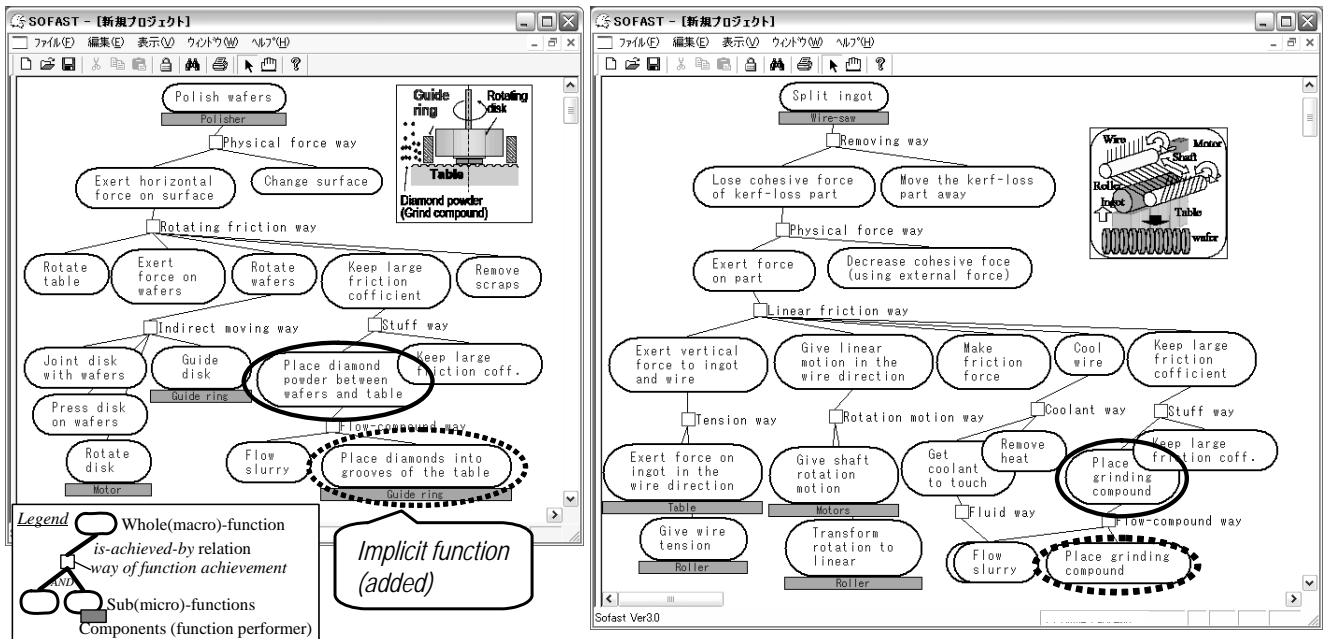 SOFAST - [新規プロジェクト]
ファイル(F) 編集(E) 表示(V) ウィンドウ(W) ヘルプ(H)
Polish wafers
Polisher
Physical force way
Exert horizontal
force on surface
Change surface
Guide
ring
Rotating
disk
Table
Diamond powder
(Grind compound)
Rotating friction way
Rotate
table
Exert
force on
wafers
Rotate
wafers
Keep large
friction
cofficient
Remove
scraps
Indirect moving way
Stuff way
Joint disk
with wafers
Guide
disk
Guide ring
Place diamond
powder between
wafers and table
Keep large
friction coff.
Press disk
on wafers
Flow-compound way
Rotate
disk
Motor
Flow
slurry
Place diamonds into
grooves of the table
Guide ring
Legend
Whole(macro)-function
is-achieved-by relation
way of function achievement
AND
Sub(micro)-functions
Components (function performer)
Implicit function
(added)
SOFAST - [新規プロジェクト]
ファイル(F) 編集(E) 表示(V) ウィンドウ(W) ヘルプ(H)
Split ingot
Wire-saw
Removing way
Lose cohesive force
of kerf-loss part
Move the kerf-loss
part away
Wire
Motor
Shaft
Roller
Ingot
Table
wafer
Physical force way
Exert force
on part
Decrease cohesive foce
(using external force)
Linear friction way
Exert vertical
force to ingot
and wire
Give linear
motion in the
wire direction
Make
friction
force
Cool
wire
Keep large
friction
cofficient
Tension way
Rotation motion way
Coolant way
Stuff way
Exert force on
ingot in the
wire direction
Table
Give shaft
rotation
motion
Motors
Get
coolant
to touch
Remove
heat
Place
grinding
compound
Keep large
friction coff.
Fluid way
Flow-compound way
Give wire
tension
Roller
Transform
rotation to
linear
Roller
Flow
slurry
Place grinding
compound
Sofast Ver3.0